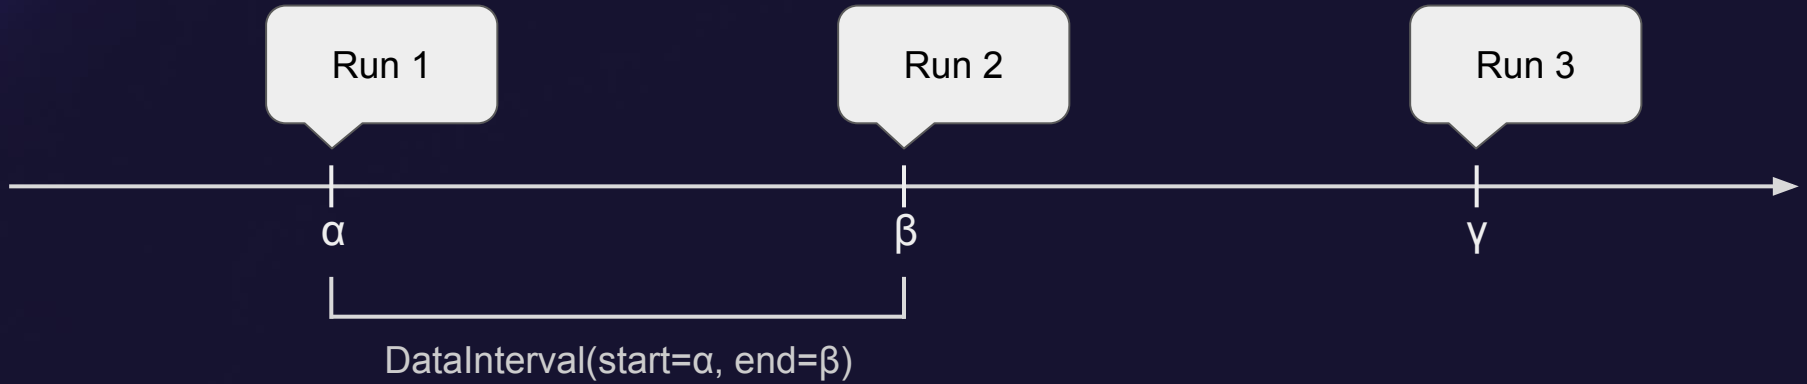 Run 1
Run 2
Run 3
α
β
γ
DataInterval(start=α, end=β)